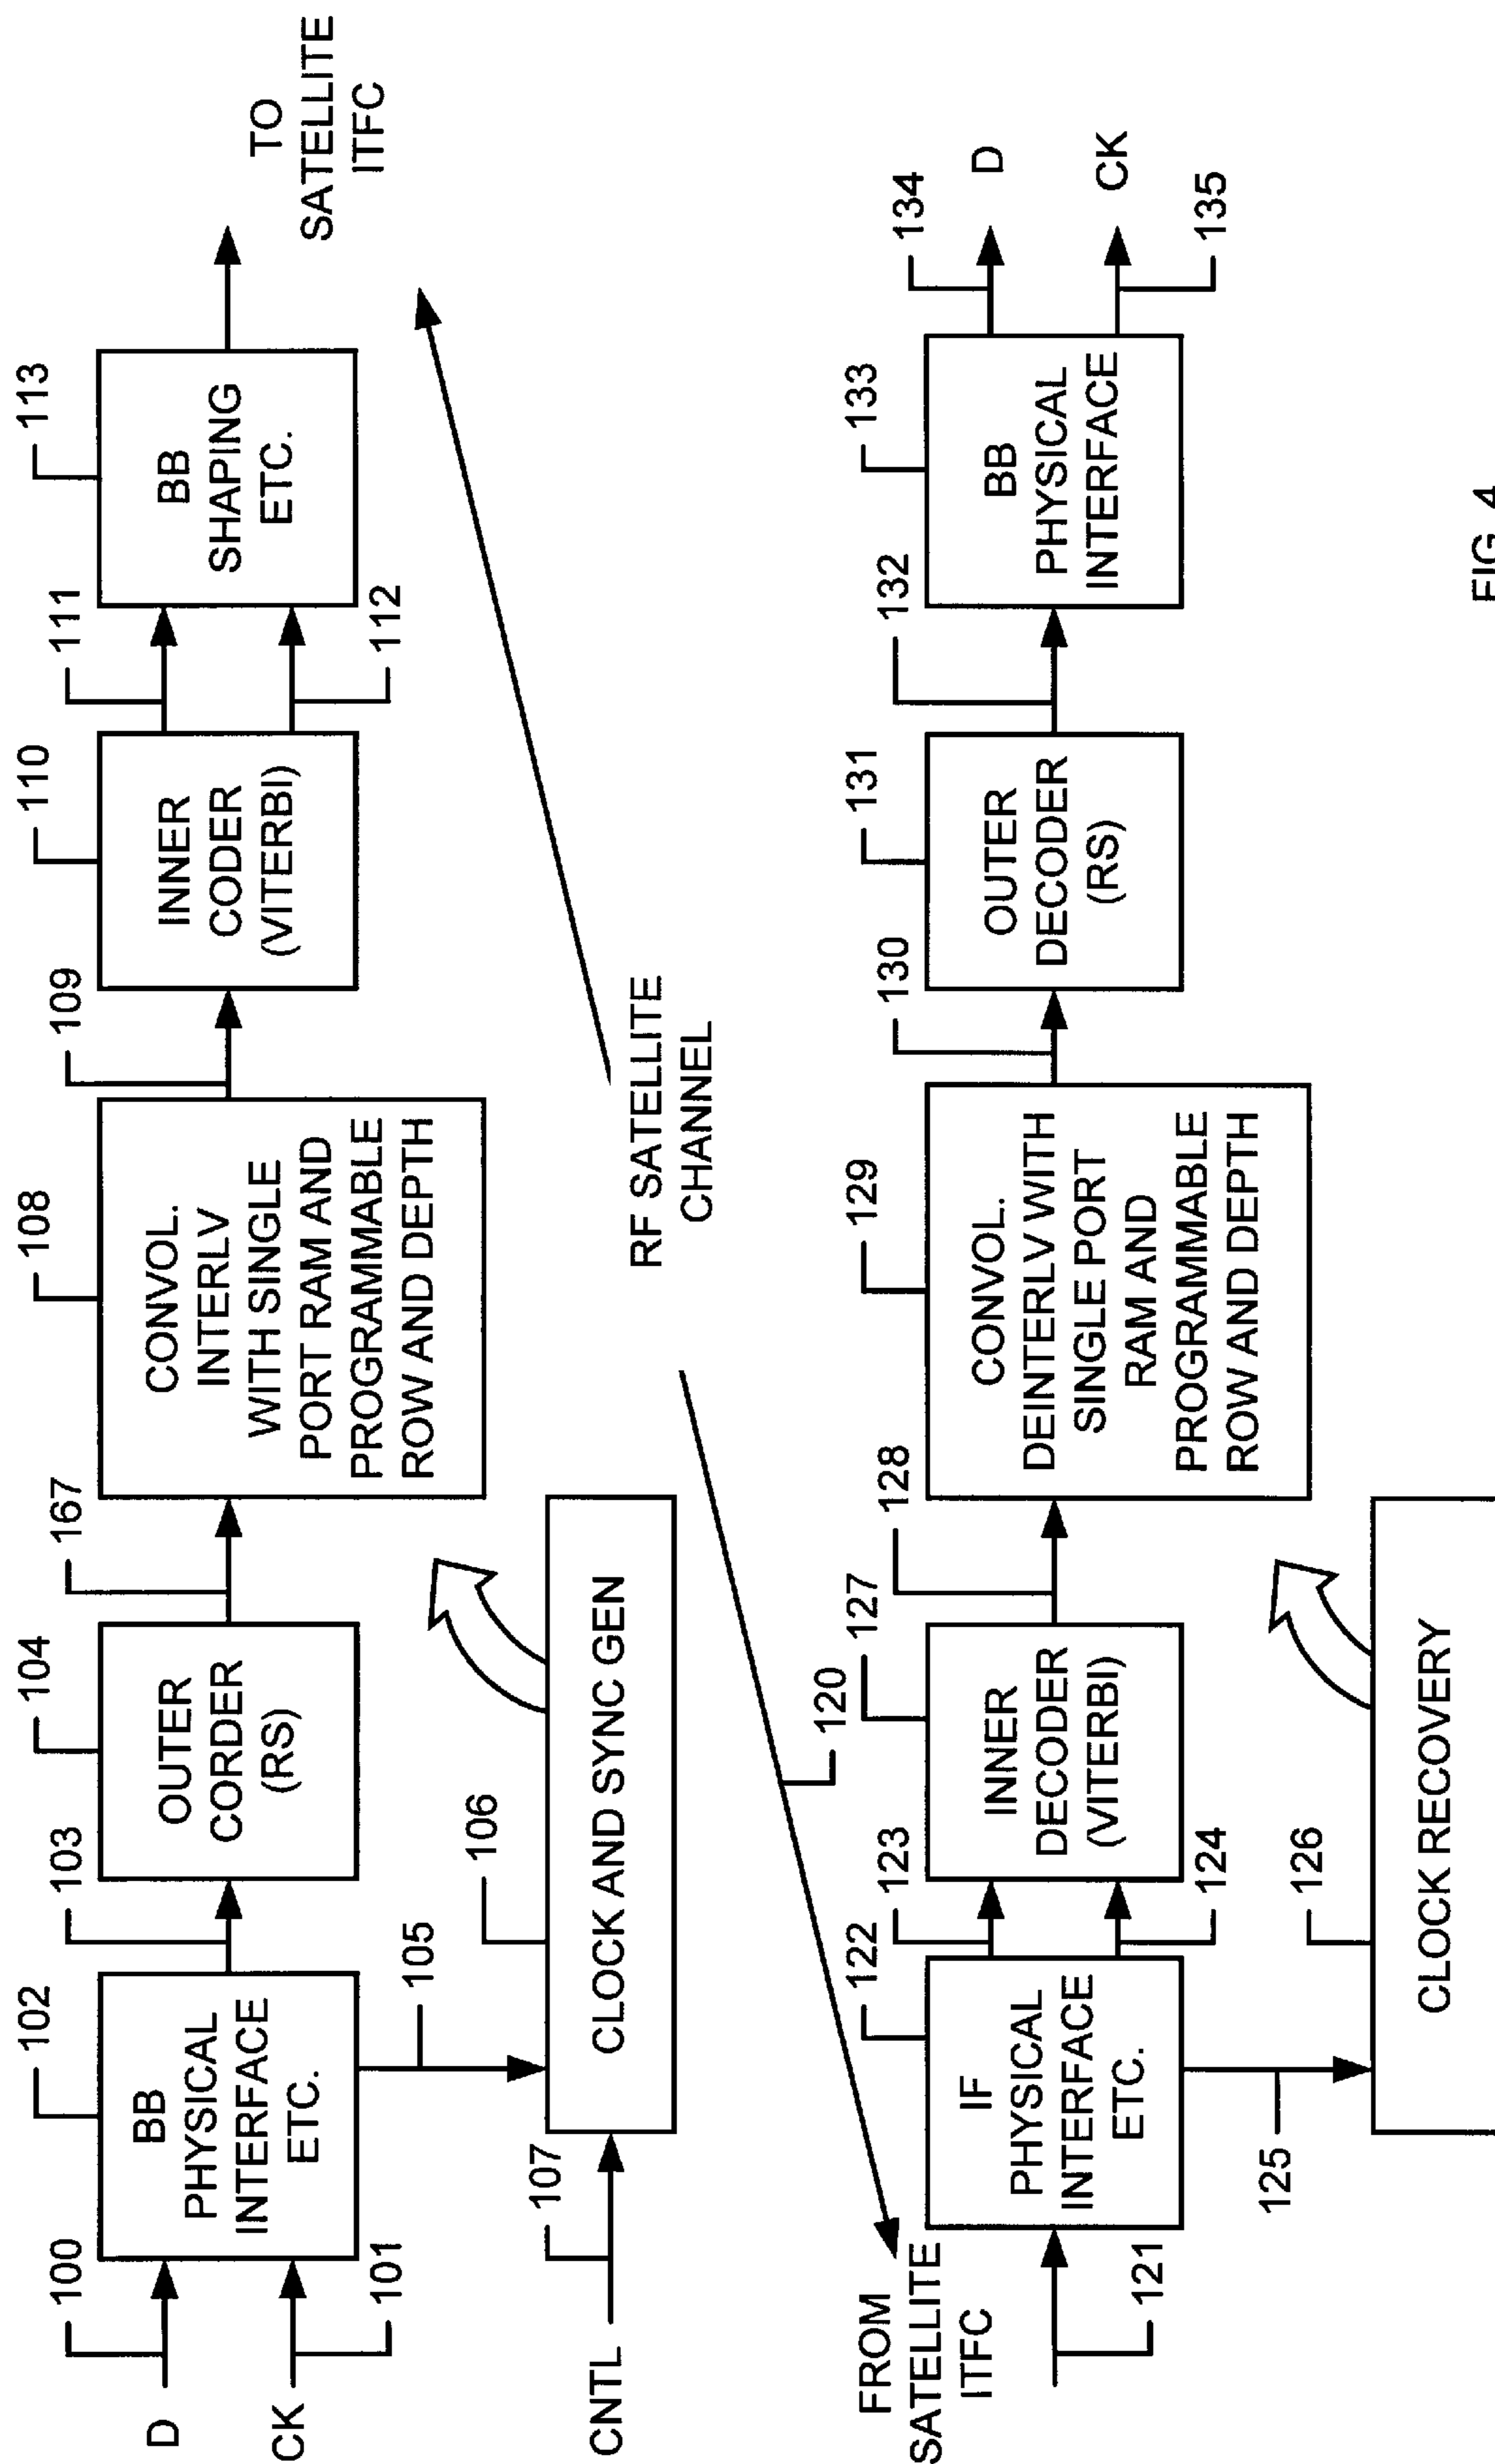 100
D
CK
101
102
BB
PHYSICAL
INTERFACE
ETC.
103
104
OUTER
CORDER
(RS)
167
108
CONVOL.
INTERLV
WITH SINGLE
PORT RAM AND
PROGRAMMABLE
ROW AND DEPTH
109
110
INNER
CODER
(VITERBI)
111
112
113
BB
SHAPING
ETC.
TO
SATELLITE
ITFC
105
106
CNTL
107
CLOCK AND SYNC GEN
RF SATELLITE
CHANNEL
120
FROM
SATELLITE
ITFC
121
122
IF
PHYSICAL
INTERFACE
ETC.
123
124
127
INNER
DECODER
(VITERBI)
128
129
CONVOL.
DEINTERLV WITH
SINGLE PORT
RAM AND
PROGRAMMABLE
ROW AND DEPTH
130
131
OUTER
DECODER
(RS)
132
133
BB
PHYSICAL
INTERFACE
134
D
CK
135
125
126
CLOCK RECOVERY
FIG. 4